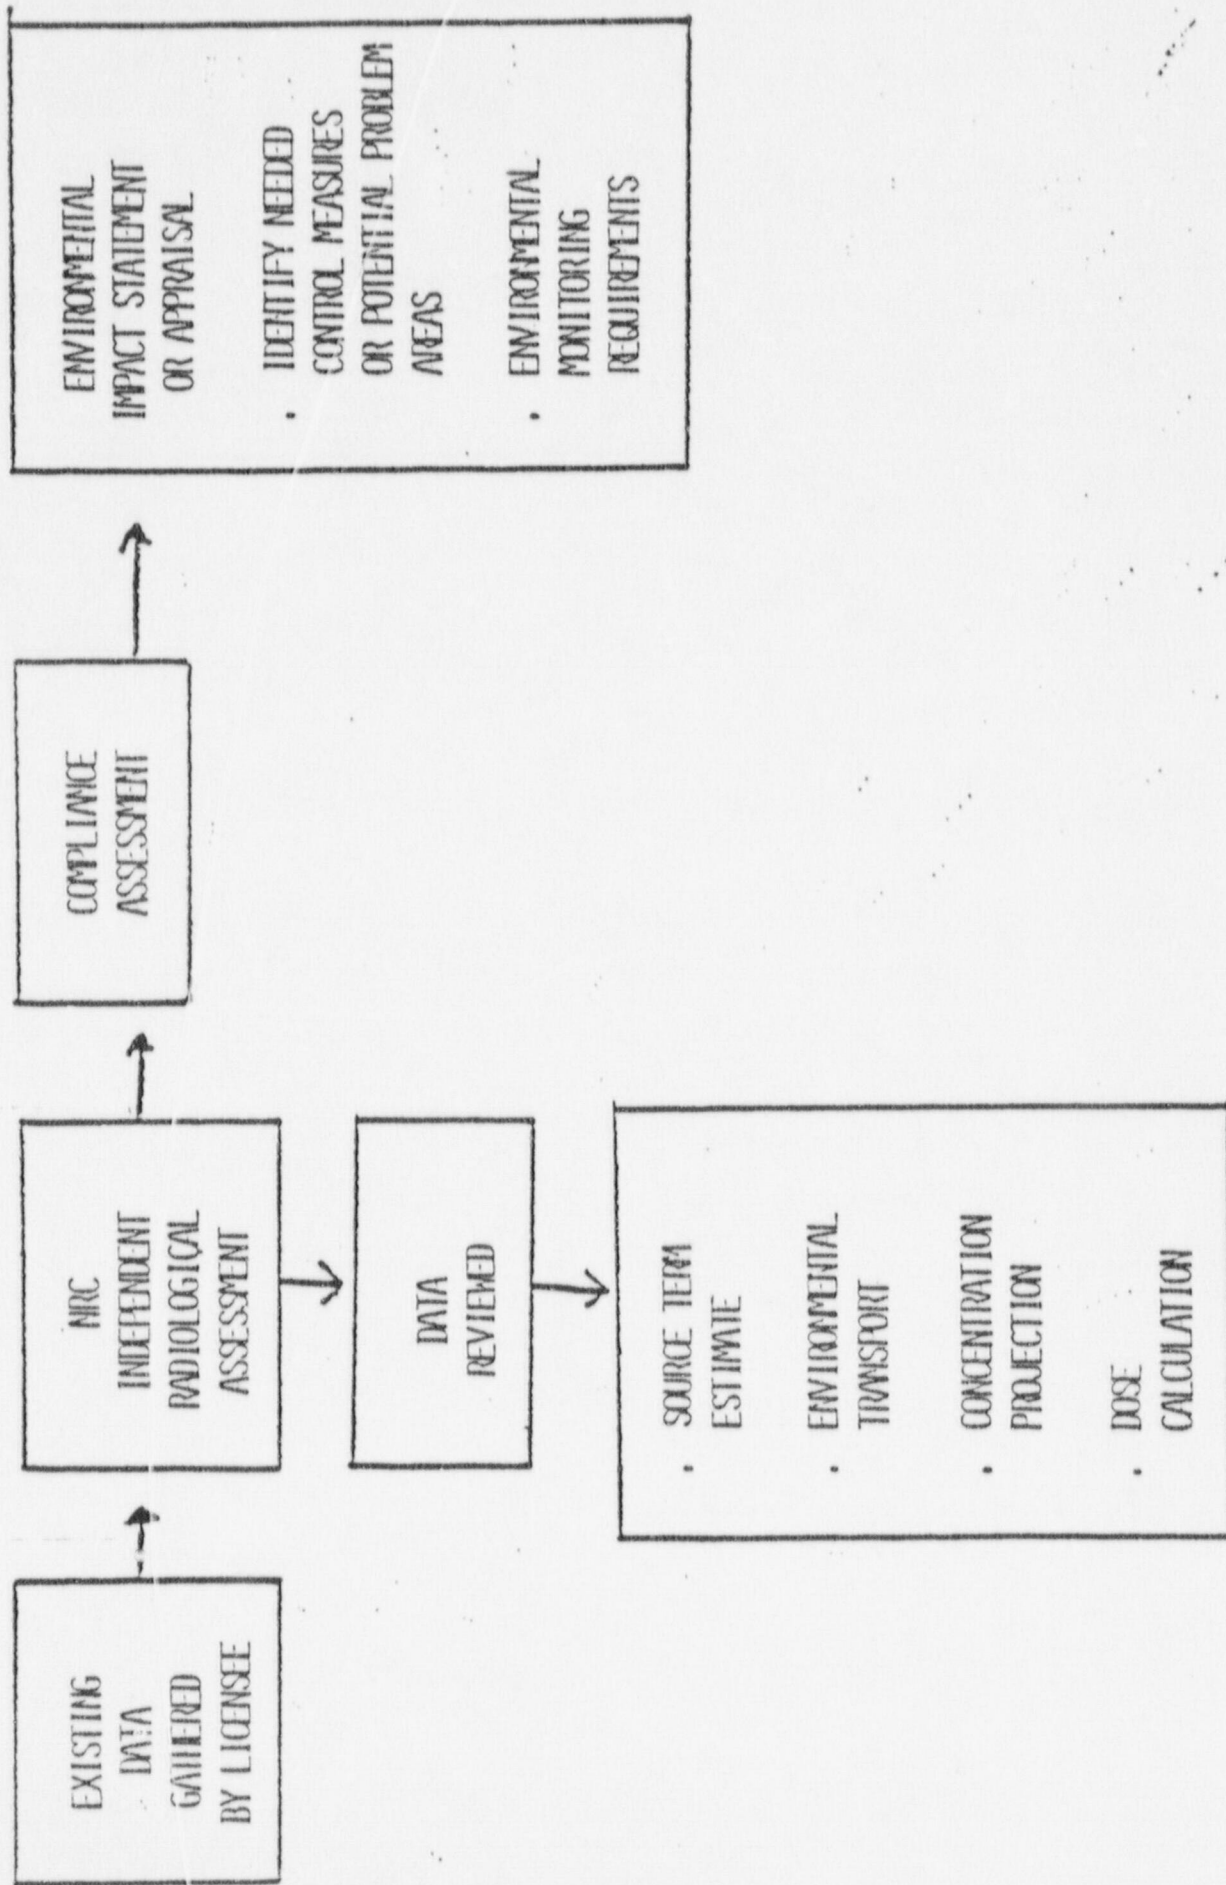 EXISTING
DATA
GATHERED
BY LICENSEE
NRC
INDEPENDENT
RADIOLOGICAL
ASSESSMENT
DATA
REVIEWED
• SOURCE TERM
ESTIMATE
• ENVIRONMENTAL
TRANSPORT
• CONCENTRATION
PROJECTION
• DOSE
CALCULATION
COMPLIANCE
ASSESSMENT
ENVIRONMENTAL
IMPACT STATEMENT
OR APPRAISAL
• IDENTIFY NEEDED
CONTROL MEASURES
OR POTENTIAL PROBLEM
AREAS
• ENVIRONMENTAL
MONITORING
REQUIREMENTS